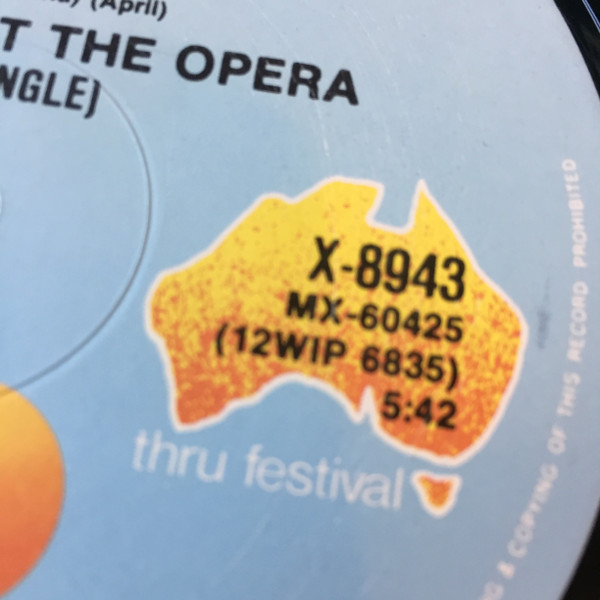 (April)
T THE OPERA
NGLE)
X-8943
MX-60425
(12WIP 6835)
5:42
thru festival
G & COPYING OF THIS RECORD PROHIBITED